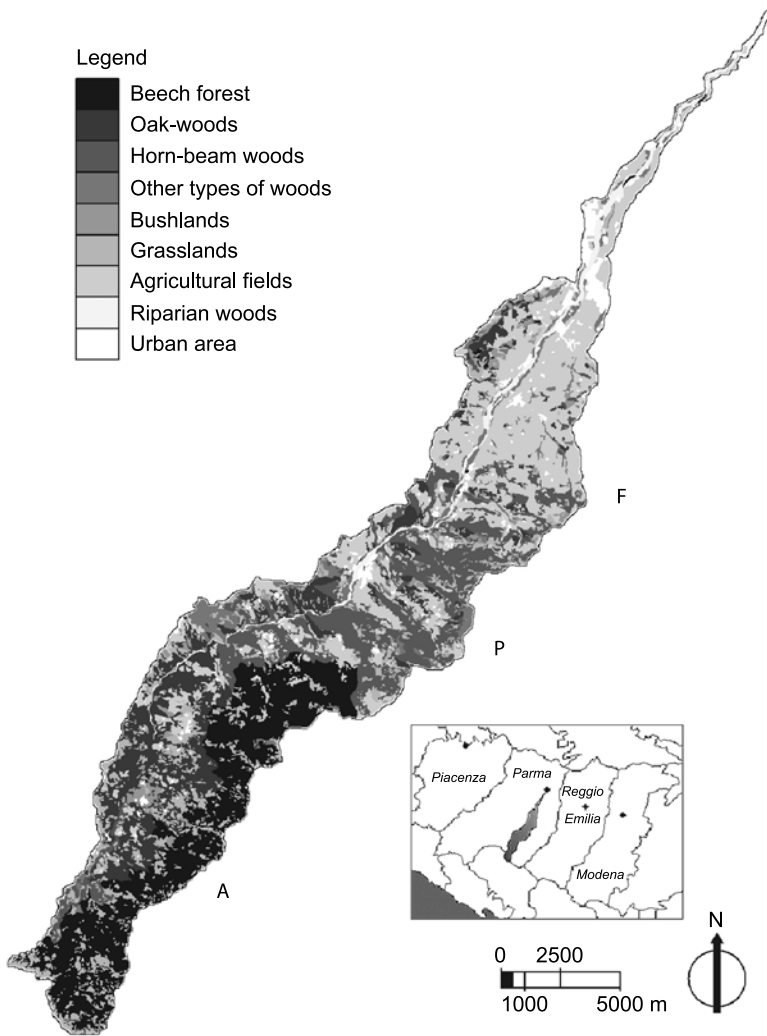 Legend
Beech forest
Oak-woods
Horn-beam woods
Other types of woods
Bushlands
Grasslands
Agricultural fields
Riparian woods
Urban area
F
P
A
Piacenza
Parma
Reggio
Emilia
Modena
N
0 2500
1000 5000 m